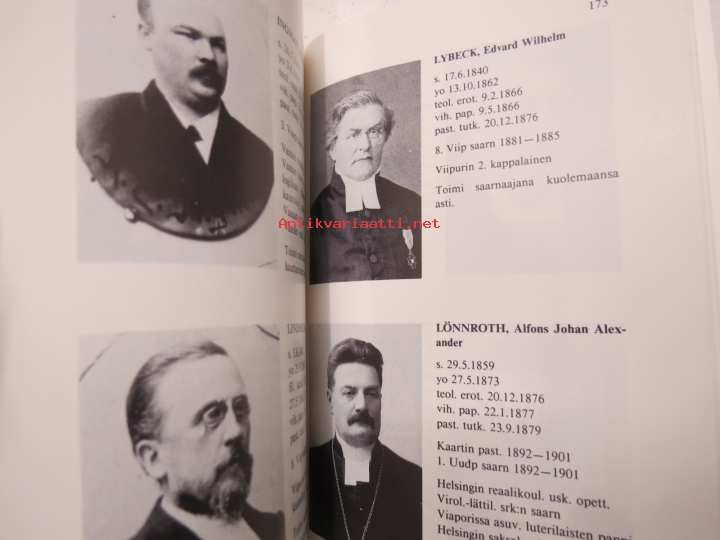 173
LYBECK, Edvard Wilhelm
s. 17.6.1840
yo 13.10.1862
teol. erot. 9.2.1866
vih. pap. 9.5.1866
past. tutk. 20.12.1876
8. Viip saarn 1881—1885
Viipurin 2. kappalainen
Toimi saarnaajana kuolemaansa
asti.
Antikvariaatti.net
LÖNNROTH, Alfons Johan Alex-
ander
s. 29.5.1859
yo 27.5.1873
teol. erot. 20.12.1876
vih. pap. 22.1.1877
past. tutk. 23.9.1879
Kaartin past. 1892—1901
1. Uudp saarn 1892—1901
Helsingin reaalikoul. usk. opett.
Virol.-lättil. srk:n saarn
Viaporissa asuv. luterilaisten
Helsingin